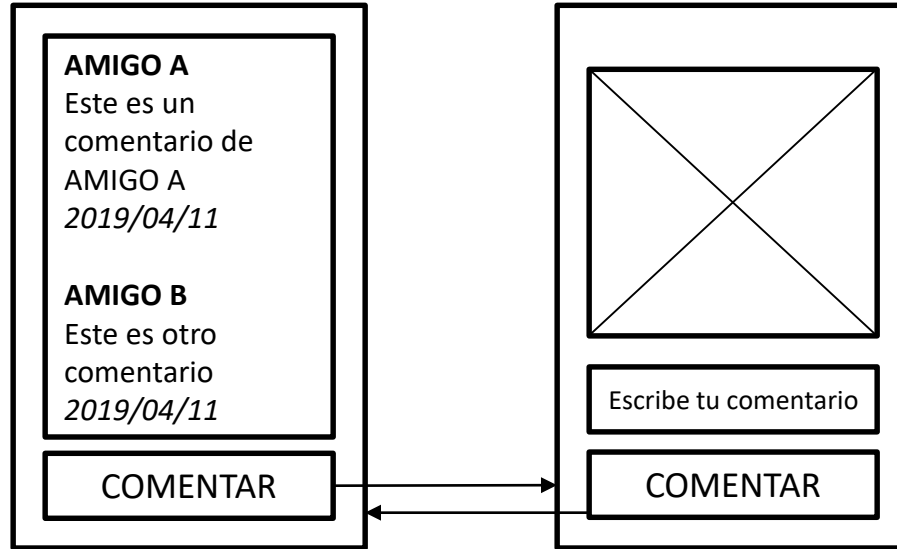 AMIGO A
Este es un
comentario de
AMIGO A
2019/04/11
AMIGO B
Este es otro
comentario
2019/04/11
COMENTAR
Escribe tu comentario
COMENTAR